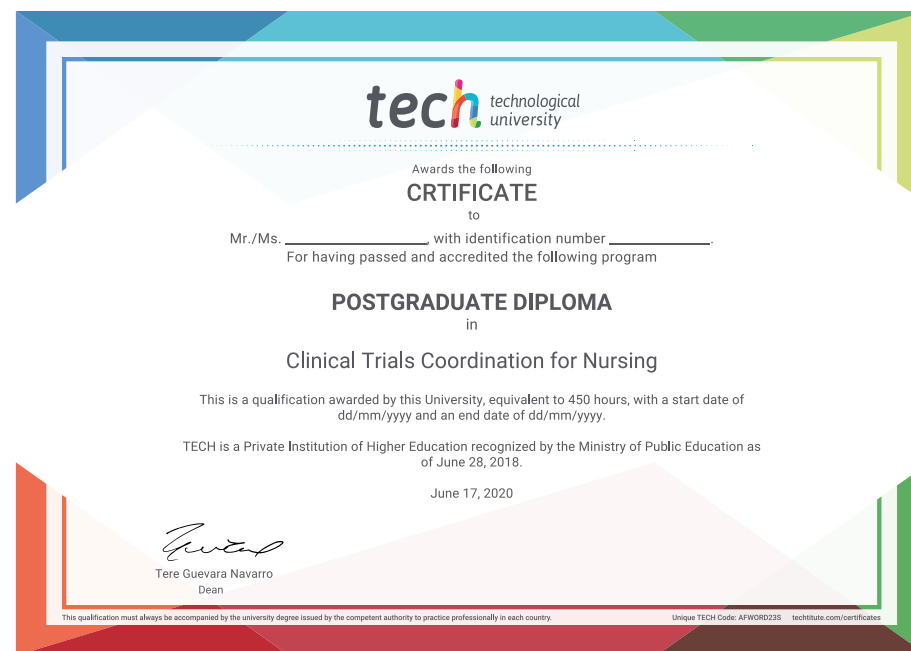 tech technological
university
Awards the following
CRTIFICATE
to
Mr./Ms. ____________________, with identification number ______________.
For having passed and accredited the following program
POSTGRADUATE DIPLOMA
in
Clinical Trials Coordination for Nursing
This is a qualification awarded by this University, equivalent to 450 hours, with a start date of
dd/mm/yyyy and an end date of dd/mm/yyyy.
TECH is a Private Institution of Higher Education recognized by the Ministry of Public Education as
of June 28, 2018.
June 17, 2020
Tere Guevara Navarro
Dean
This qualification must always be accompanied by the university degree issued by the competent authority to practice professionally in each country. Unique TECH Code: AFWORD23S techtitute.com/certificates